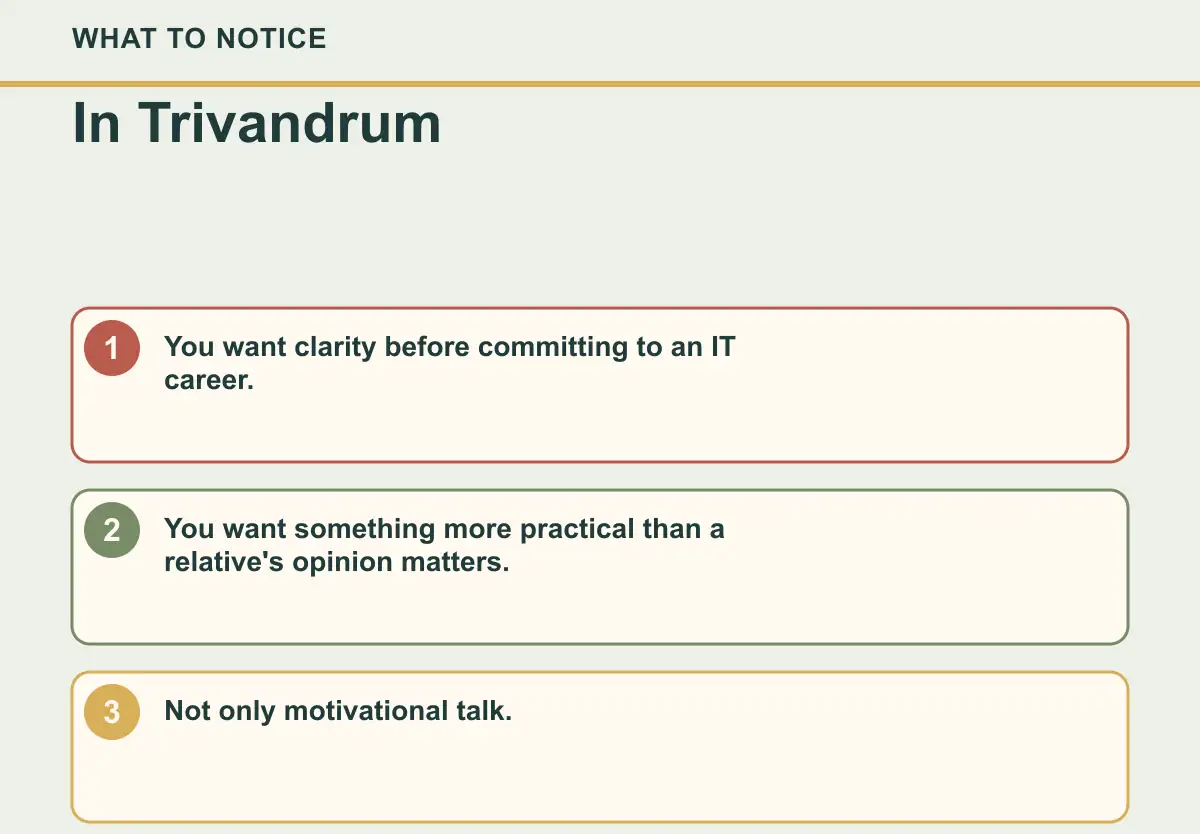 WHAT TO NOTICE
In Trivandrum
1
You want clarity before committing to an IT
career.
2
You want something more practical than a
relative's opinion matters.
3
Not only motivational talk.